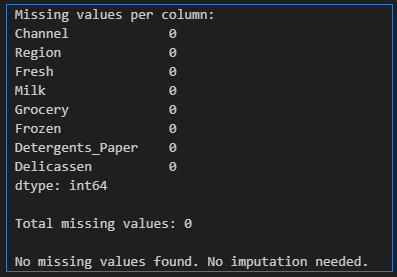 Missing values per column:
Channel             0
Region              0
Fresh               0
Milk                0
Grocery             0
Frozen              0
Detergents_Paper    0
Delicassen          0
dtype: int64

Total missing values: 0

No missing values found. No imputation needed.